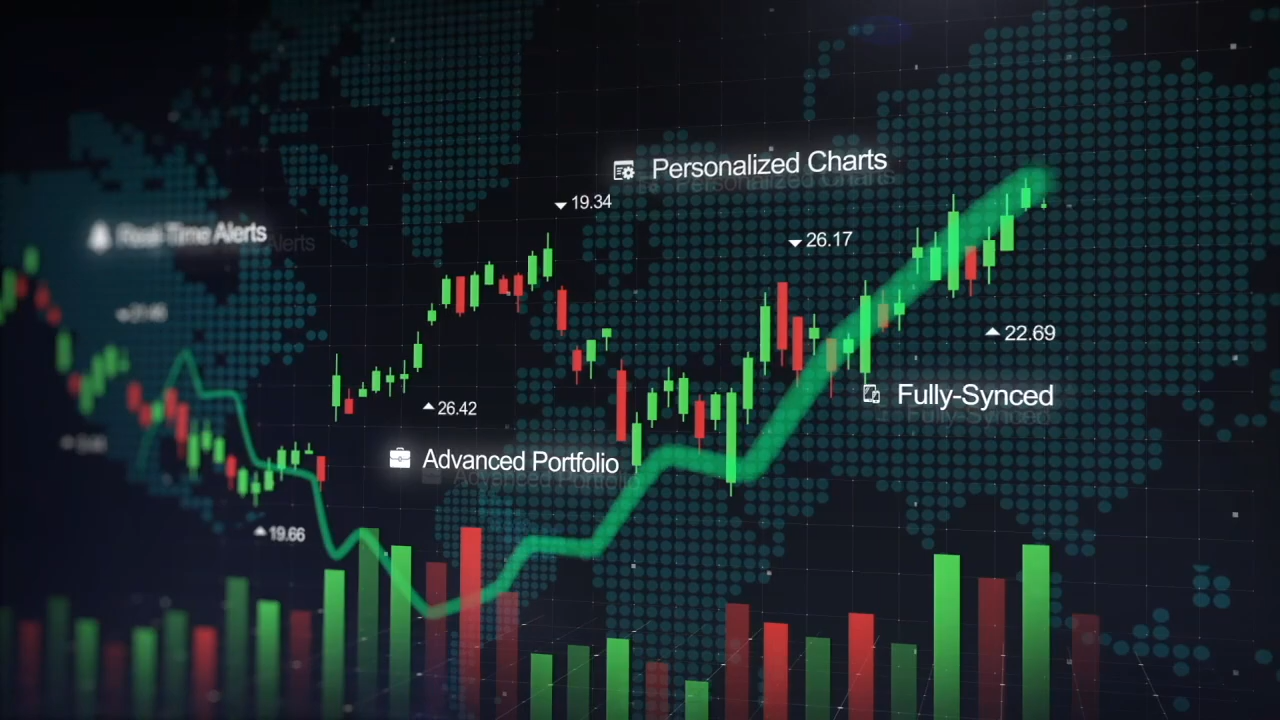 Personalized Charts
19.34
Real-Time Alerts
26.17
22.69
Fully-Synced
26.42
Advanced Portfolio
19.66